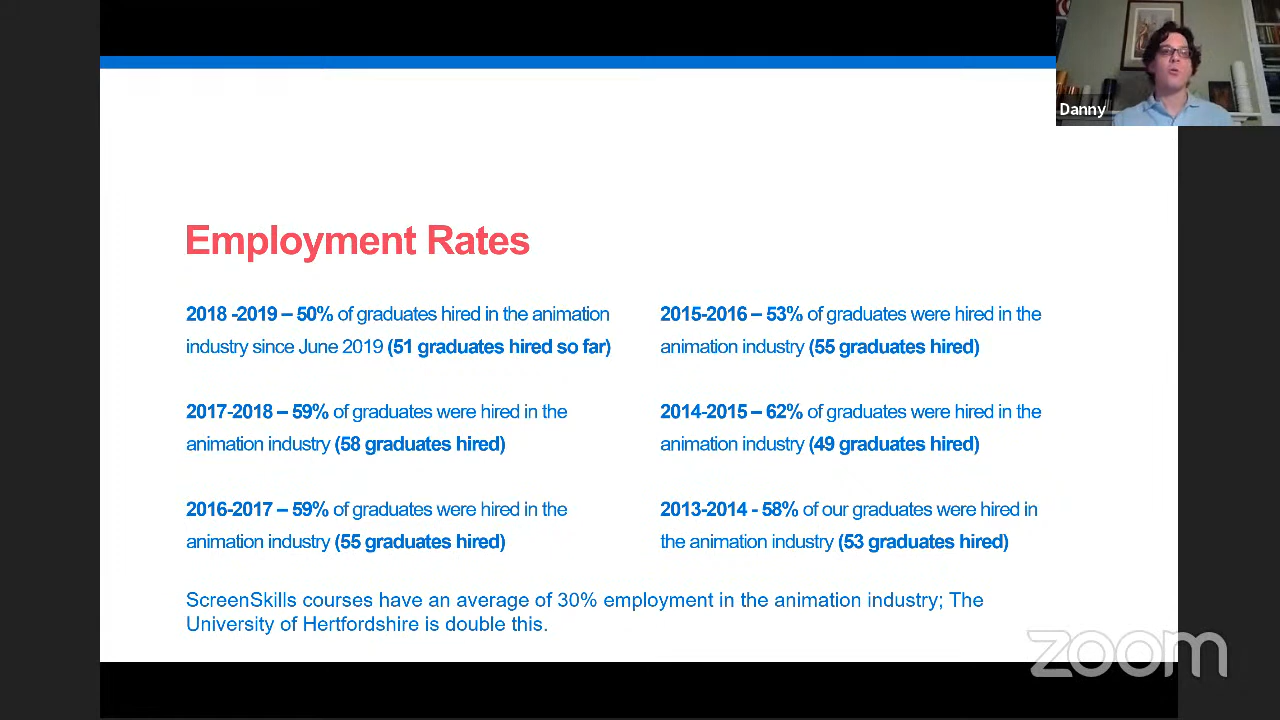 Danny
Employment Rates
2018 -2019 – 50% of graduates hired in the animation
industry since June 2019 (51 graduates hired so far)
2017-2018 – 59% of graduates were hired in the
animation industry (58 graduates hired)
2016-2017 – 59% of graduates were hired in the
animation industry (55 graduates hired)
2015-2016 – 53% of graduates were hired in the
animation industry (55 graduates hired)
2014-2015 – 62% of graduates were hired in the
animation industry (49 graduates hired)
2013-2014 - 58% of our graduates were hired in
the animation industry (53 graduates hired)
ScreenSkills courses have an average of 30% employment in the animation industry; The
University of Hertfordshire is double this.
zoom